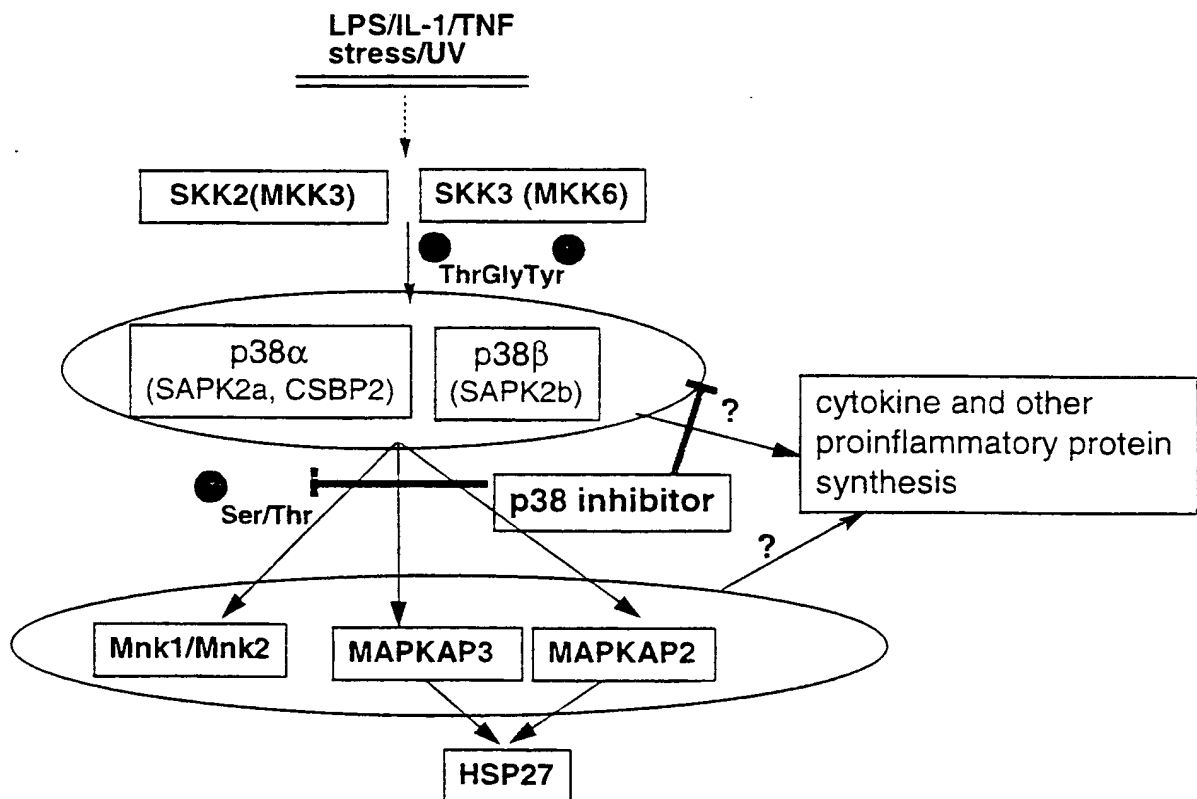 LPS/IL-1/TNF
stress/UV
SKK2(MKK3)
SKK3 (MKK6)
ThrGlyTyr
p38α
(SAPK2a, CSBP2)
p38β
(SAPK2b)
?
cytokine and other
proinflammatory protein
synthesis
p38 inhibitor
Ser/Thr
?
Mnk1/Mnk2
MAPKAP3
MAPKAP2
HSP27